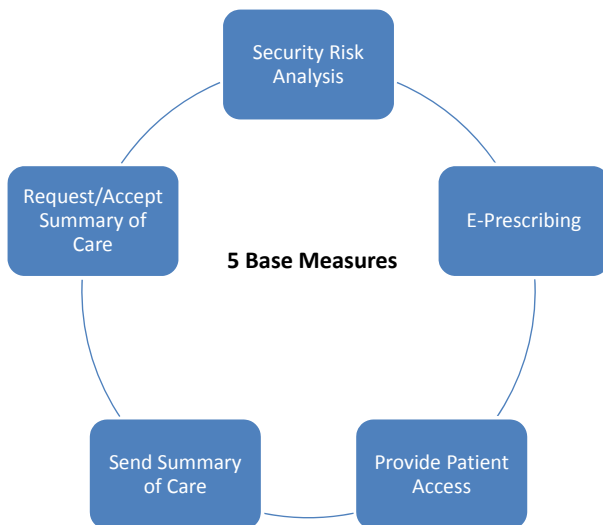 Security Risk
Analysis
E-Prescribing
Provide Patient
Access
Send Summary
of Care
Request/Accept
Summary of
Care
5 Base Measures